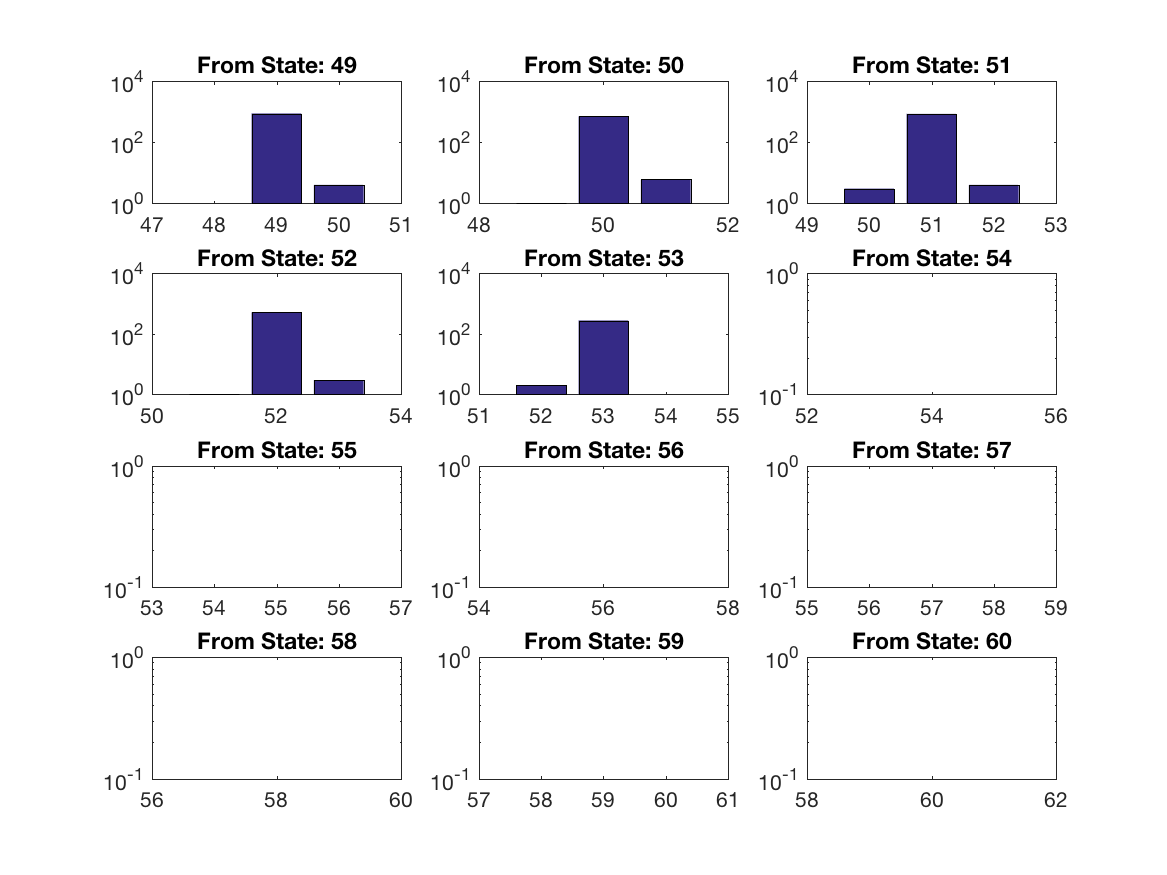 From State: 49 From State: 50 From State: 51
10^4 10^4 10^4
10^2 10^2 10^2
10^0 10^0 10^0
47 48 49 50 51 48 50 52 49 50 51 52 53
From State: 52 From State: 53 From State: 54
10^4 10^4 10^0
10^2 10^2
10^0 10^0 10^-1
50 52 54 51 52 53 54 55 52 54 56
From State: 55 From State: 56 From State: 57
10^0 10^0 10^0
10^-1 10^-1 10^-1
53 54 55 56 57 54 56 58 55 56 57 58 59
From State: 58 From State: 59 From State: 60
10^0 10^0 10^0
10^-1 10^-1 10^-1
56 58 60 57 58 59 60 61 58 60 62